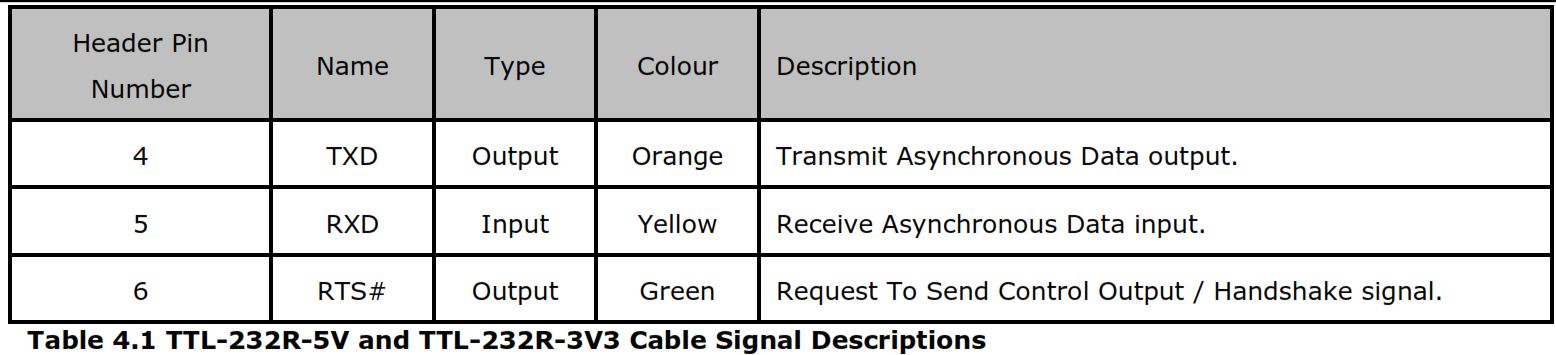 Header Pin Number | Name | Type | Colour | Description
4 | TXD | Output | Orange | Transmit Asynchronous Data output.
5 | RXD | Input | Yellow | Receive Asynchronous Data input.
6 | RTS# | Output | Green | Request To Send Control Output / Handshake signal.
Table 4.1 TTL-232R-5V and TTL-232R-3V3 Cable Signal Descriptions